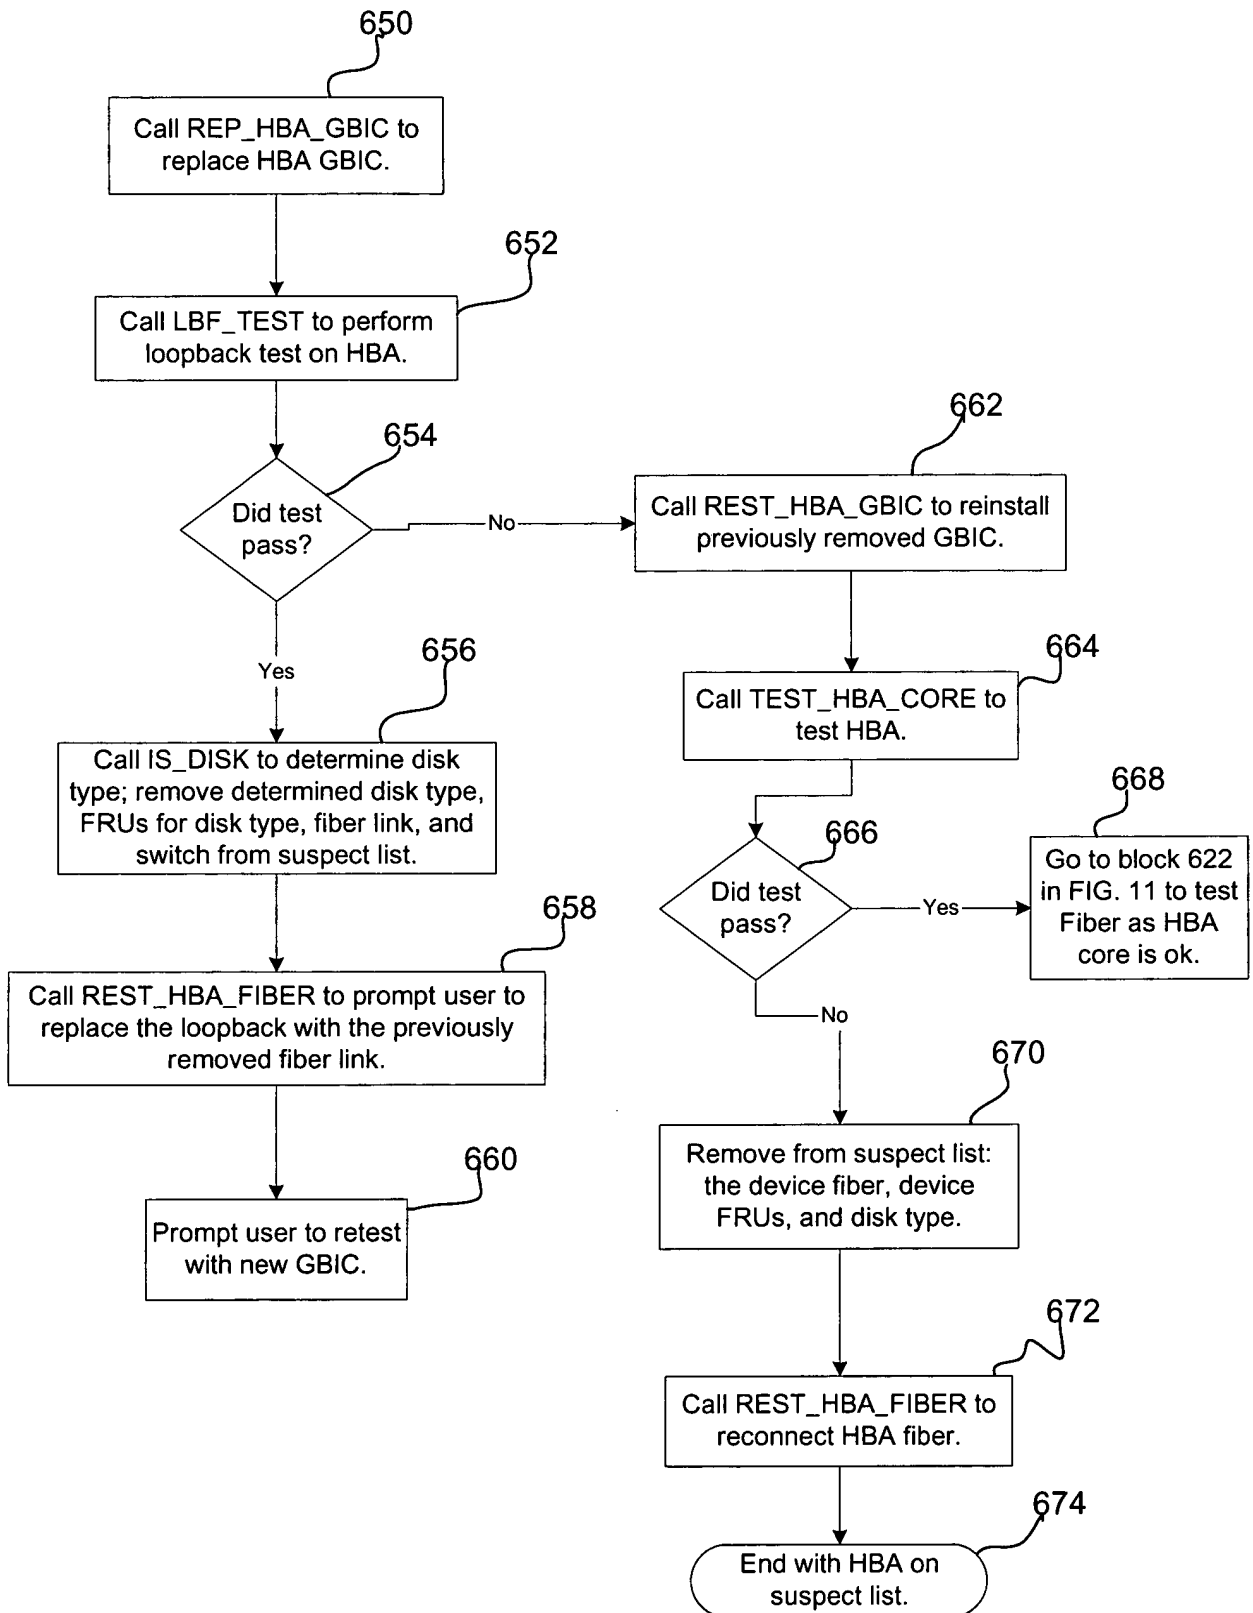 650
Call REP_HBA_GBIC to
replace HBA GBIC.
652
Call LBF_TEST to perform
loopback test on HBA.
654
Did test
pass?
No
Yes
656
Call IS_DISK to determine disk
type; remove determined disk type,
FRUs for disk type, fiber link, and
switch from suspect list.
658
Call REST_HBA_FIBER to prompt user to
replace the loopback with the previously
removed fiber link.
660
Prompt user to retest
with new GBIC.
662
Call REST_HBA_GBIC to reinstall
previously removed GBIC.
664
Call TEST_HBA_CORE to
test HBA.
666
Did test
pass?
Yes
668
Go to block 622
in FIG. 11 to test
Fiber as HBA
core is ok.
No
670
Remove from suspect list:
the device fiber, device
FRUs, and disk type.
672
Call REST_HBA_FIBER to
reconnect HBA fiber.
674
End with HBA on
suspect list.